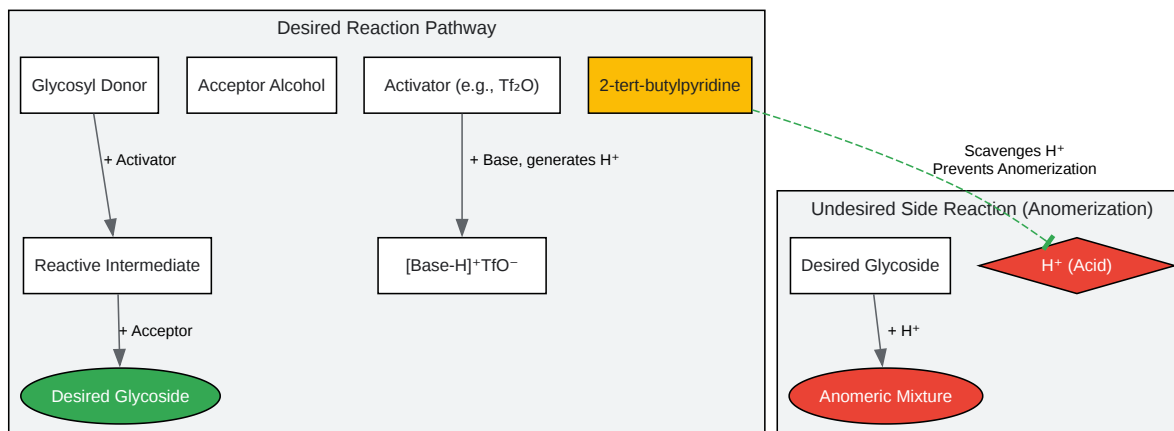 Desired Reaction Pathway
Glycosyl Donor
Acceptor Alcohol
Activator (e.g., Tf₂O)
2-tert-butylpyridine
+ Activator
+ Base, generates H⁺
Scavenges H⁺
Prevents Anomerization
Undesired Side Reaction (Anomerization)
Reactive Intermediate
[Base-H]⁺TfO⁻
Desired Glycoside
H⁺ (Acid)
+ Acceptor
+ H⁺
Desired Glycoside
Anomeric Mixture